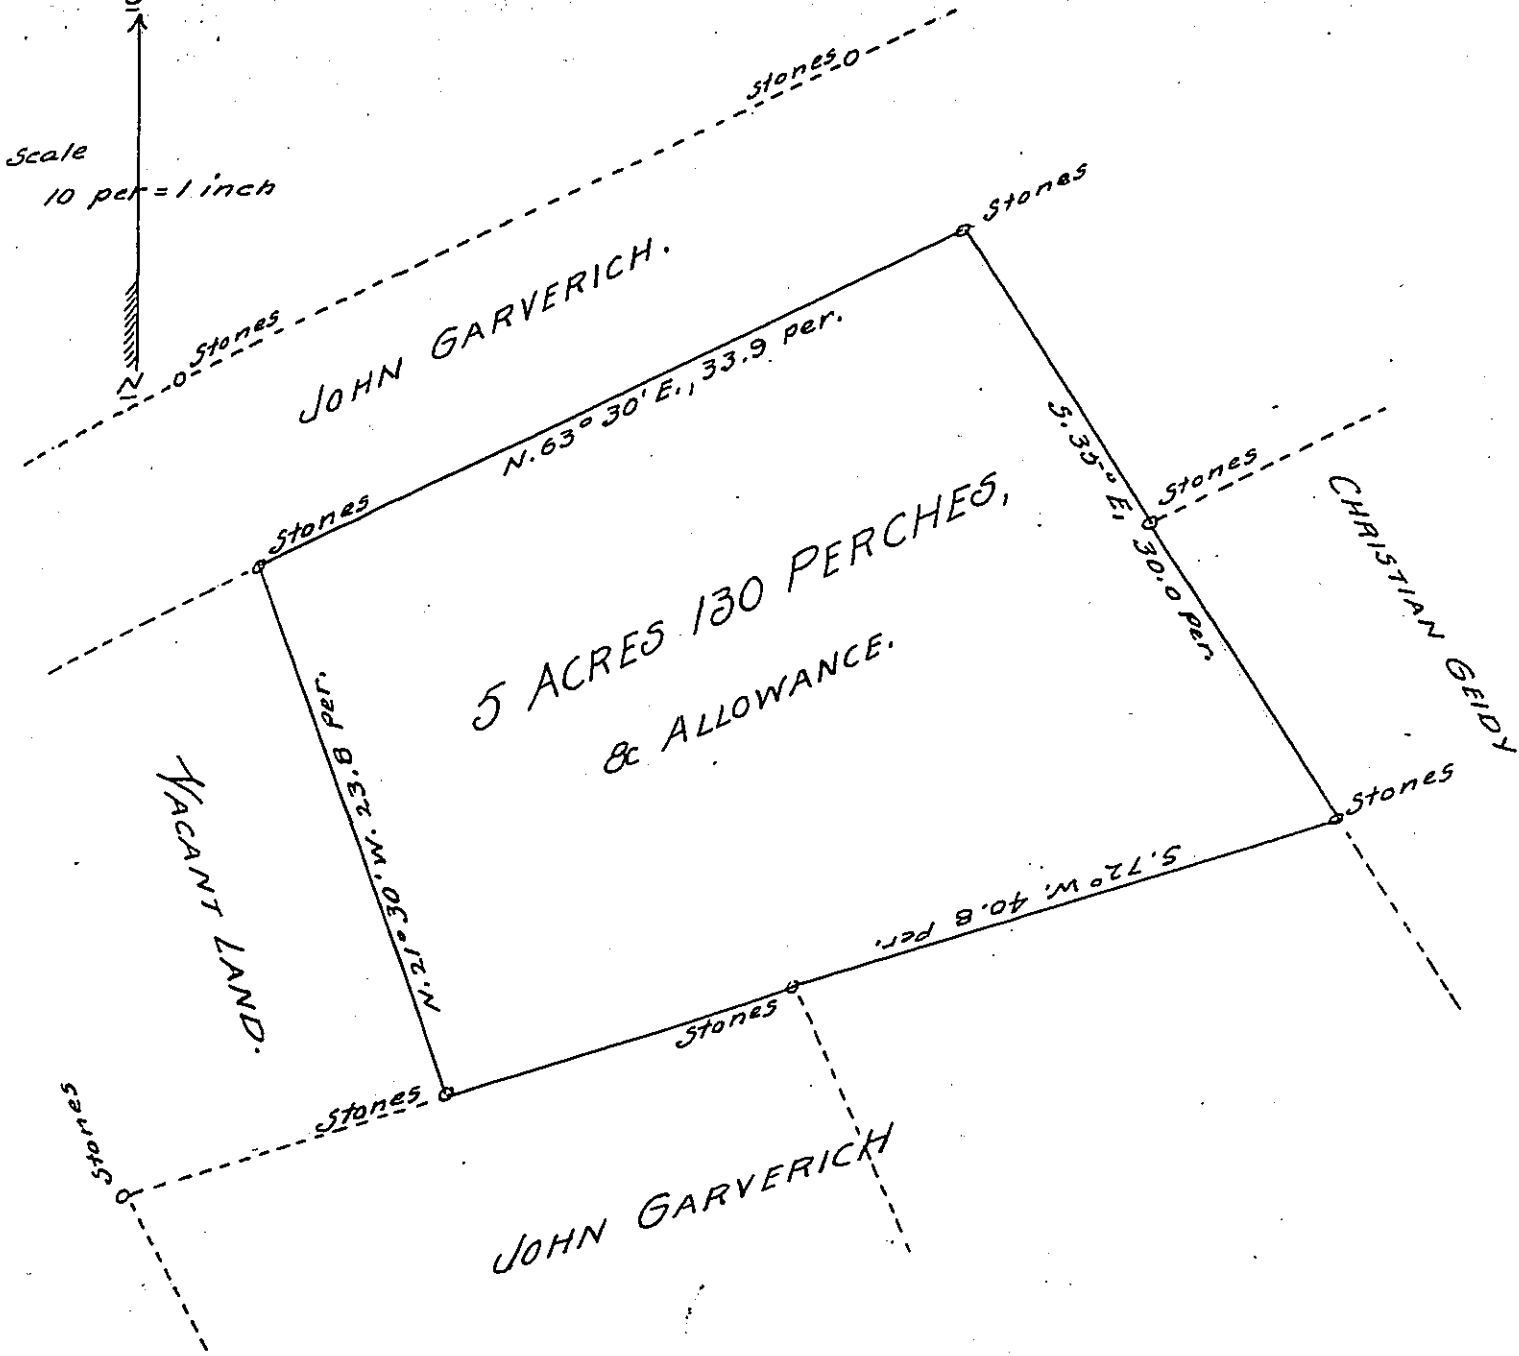 Stones
Scale
10 per = 1 inch
Stones
Stones
JOHN GARVERICH.
N
N. 63° 30' E., 33.9 per.
Stones
S. 35° E, 30.0 per.
Stones
CHRISTIAN GEIDY
5 ACRES 130 PERCHES,
& ALLOWANCE.
N. 21° 30' W. 23.8 per.
VACANT LAND.
Stones
S. 72° W. 40.8 per.
Stones
Stones
Stones
JOHN GARVERICH